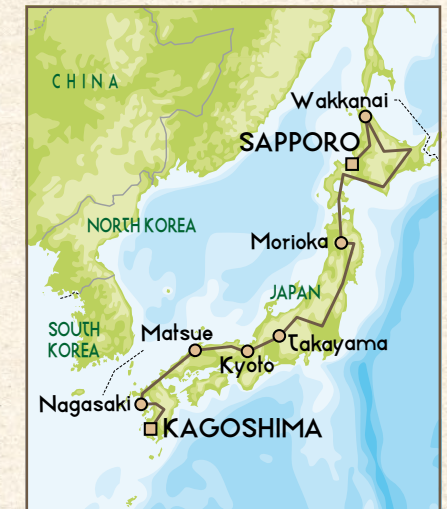 CHINA
Wakkanai
SAPPORO
NORTH KOREA
Morioka
JAPAN
SOUTH
KOREA
Matsue
Takayama
Kyoto
Nagasaki
KAGOSHIMA